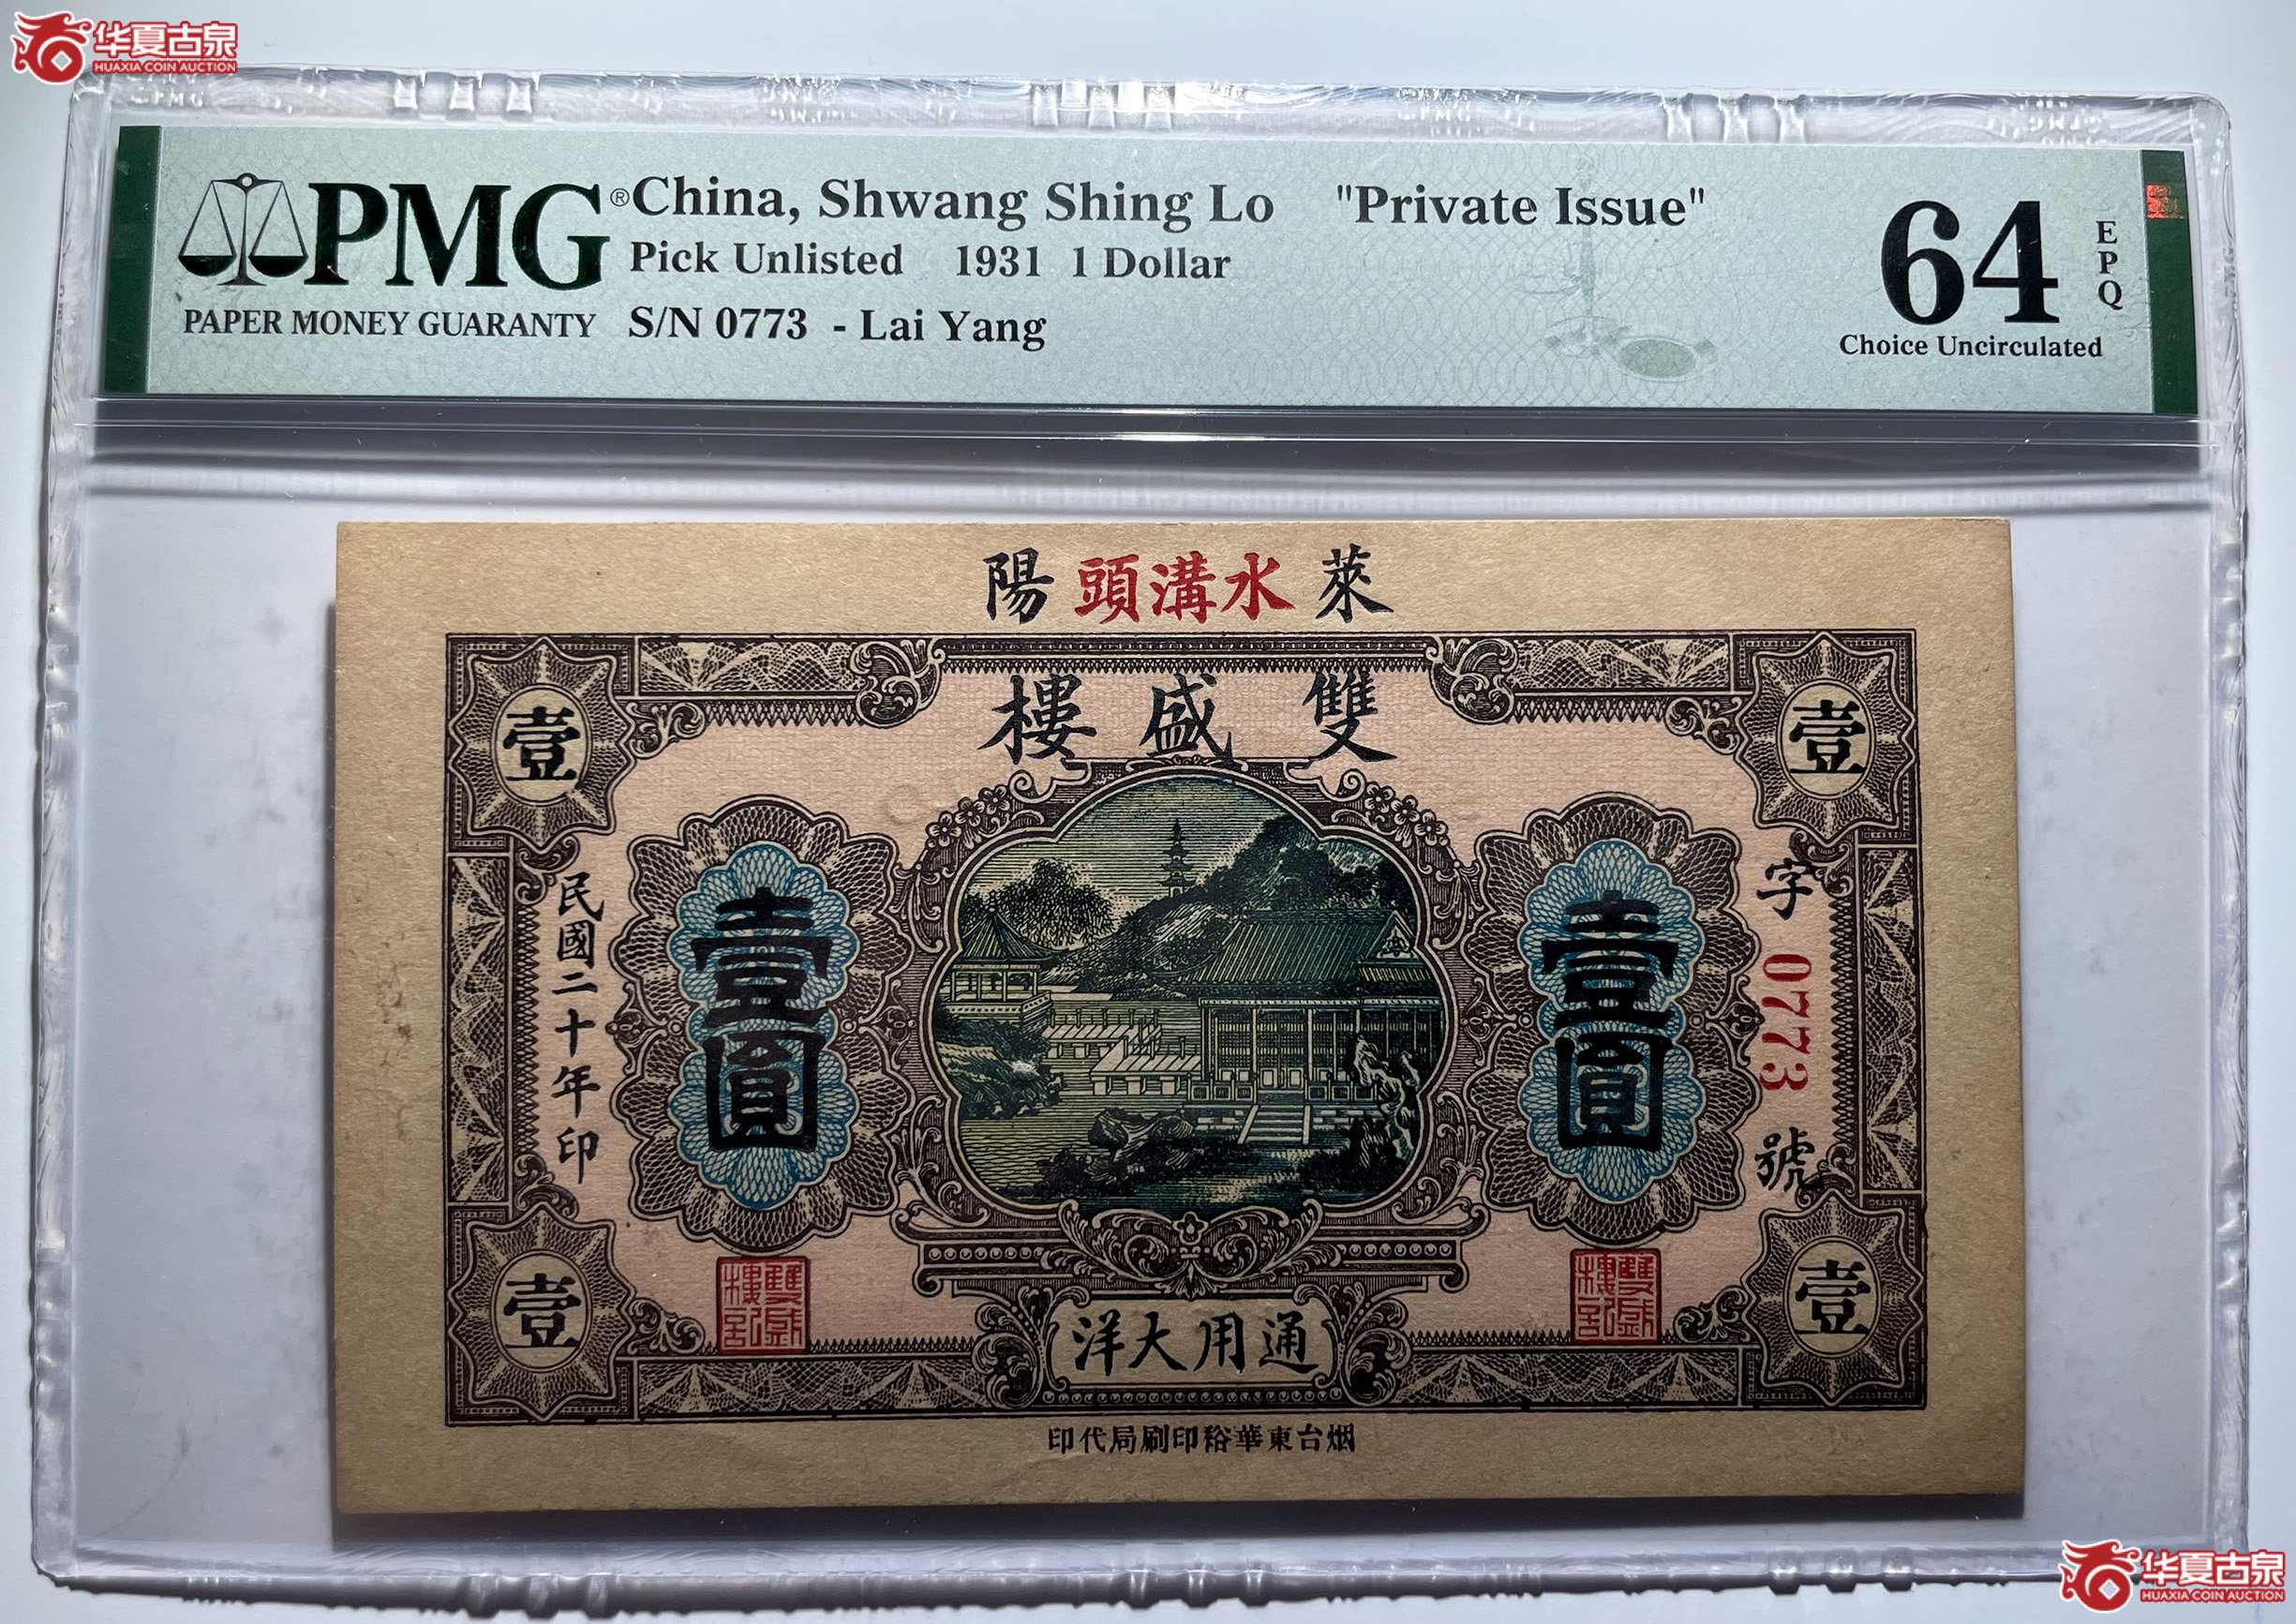 华夏古泉
HUAXIA COIN AUCTION
PMG®
PAPER MONEY GUARANTY
China, Shwang Shing Lo "Private Issue"
Pick Unlisted 1931 1 Dollar
S/N 0773 - Lai Yang
64
EPQ
Choice Uncirculated
萊水溝頭陽
雙盛樓
壹
壹
字0773號
壹圓
壹圓
民國二十年印
雙盛樓記
雙盛樓記
壹
壹
通用大洋
烟台東華裕印刷局代印
华夏古泉
HUAXIA COIN AUCTION